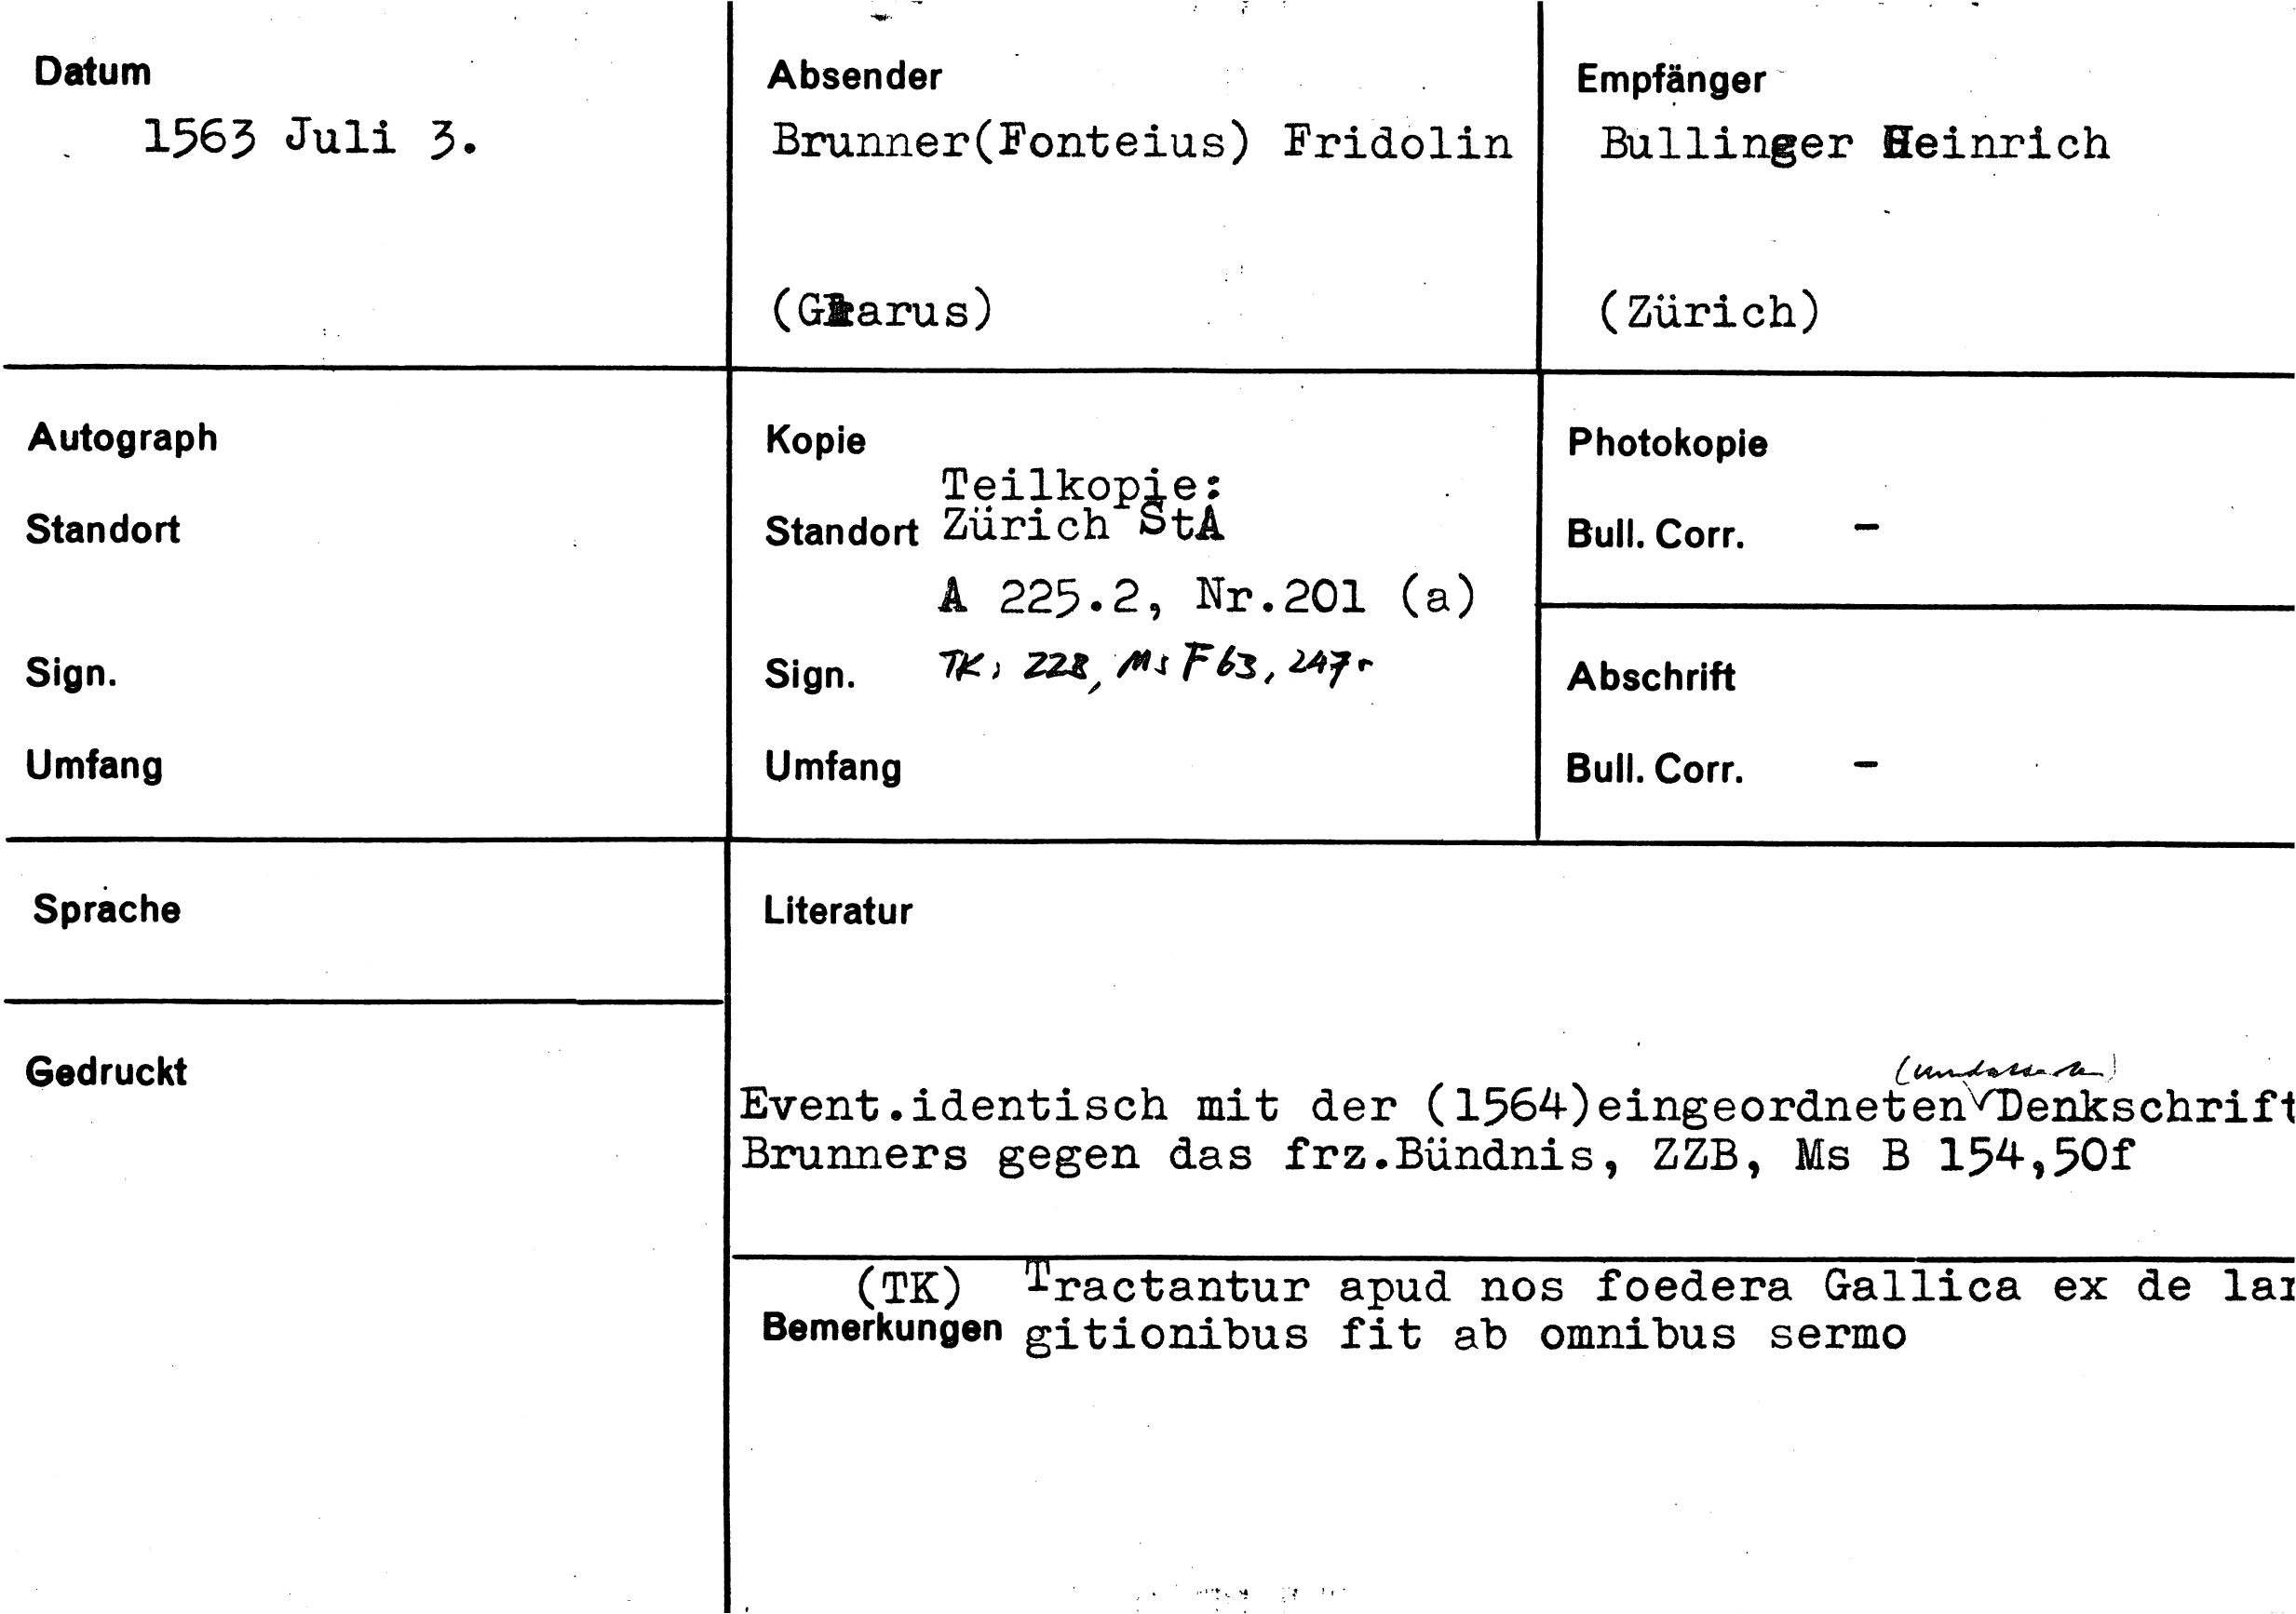 Datum
1563 Juli 3.
Absender
Brunner(Fonteius) Fridolin
(Glarus)
Empfänger
Bullinger Heinrich
(Zürich)
Autograph
Standort
Sign.
Umfang
Kopie
Teilkopie:
Standort Zürich StA
A 225.2, Nr.201 (a)
Sign. TK: ZZB, Ms F 63, 247r
Umfang
Photokopie
Bull. Corr. -
Abschrift
Bull. Corr. -
Sprache
Gedruckt
Literatur
(undatierten)
Event.identisch mit der (1564)eingeordneten Denkschrift
Brunners gegen das frz.Bündnis, ZZB, Ms B 154,50f
(TK) Tractantur apud nos foedera Gallica ex de lar
Bemerkungen gitionibus fit ab omnibus sermo